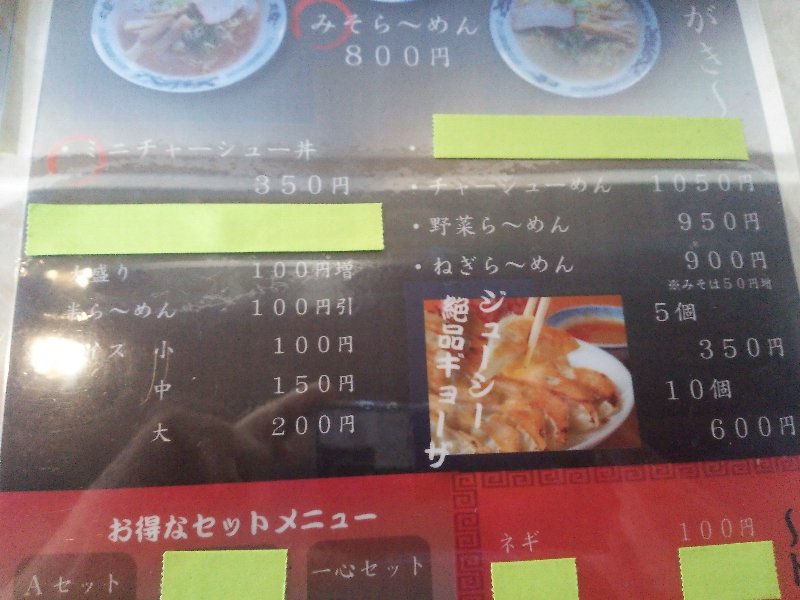 みそら～めん
800円
がき～
・ミニチャーシュー丼
350円
・
・チャーシューめん 1050円
・野菜ら～めん 950円
・ねぎら～めん 900円
※みそは50円増
大盛り 100円増
半ら～めん 100円引
イス 小 100円
中 150円
大 200円
ジューシー
絶品ギョーザ
5個
350円
10個
600円
お得なセットメニュー
Aセット
一心セット
ネギ 100円